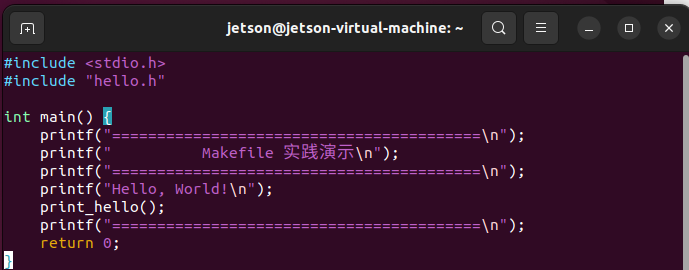 jetson@jetson-virtual-machine: ~
#include <stdio.h>
#include "hello.h"

int main() {
    printf("=========================================\n");
    printf("          Makefile 实践演示\n");
    printf("=========================================\n");
    printf("Hello, World!\n");
    print_hello();
    printf("=========================================\n");
    return 0;
}